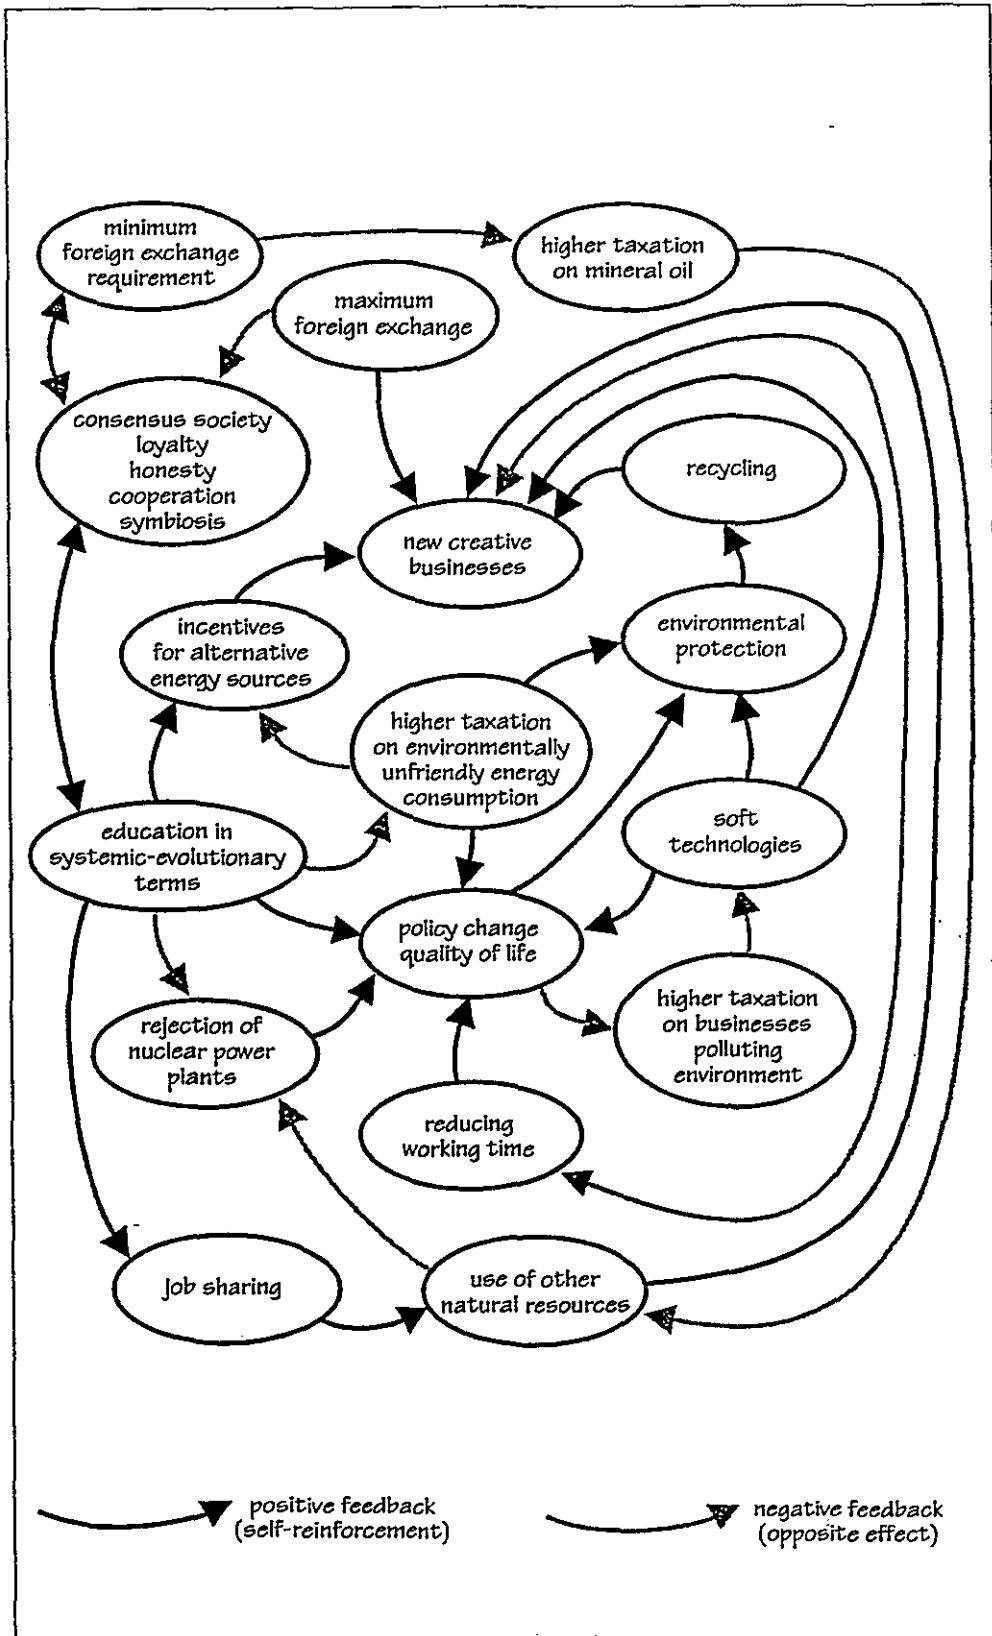 minimum
foreign exchange
requirement
higher taxation
on mineral oil
maximum
foreign exchange
consensus society
loyalty
honesty
cooperation
symbiosis
recycling
new creative
businesses
incentives
for alternative
energy sources
environmental
protection
higher taxation
on environmentally
unfriendly energy
consumption
soft
technologies
education in
systemic-evolutionary
terms
policy change
quality of life
higher taxation
on businesses
polluting
environment
rejection of
nuclear power
plants
reducing
working time
job sharing
use of other
natural resources
positive feedback
(self-reinforcement)
negative feedback
(opposite effect)